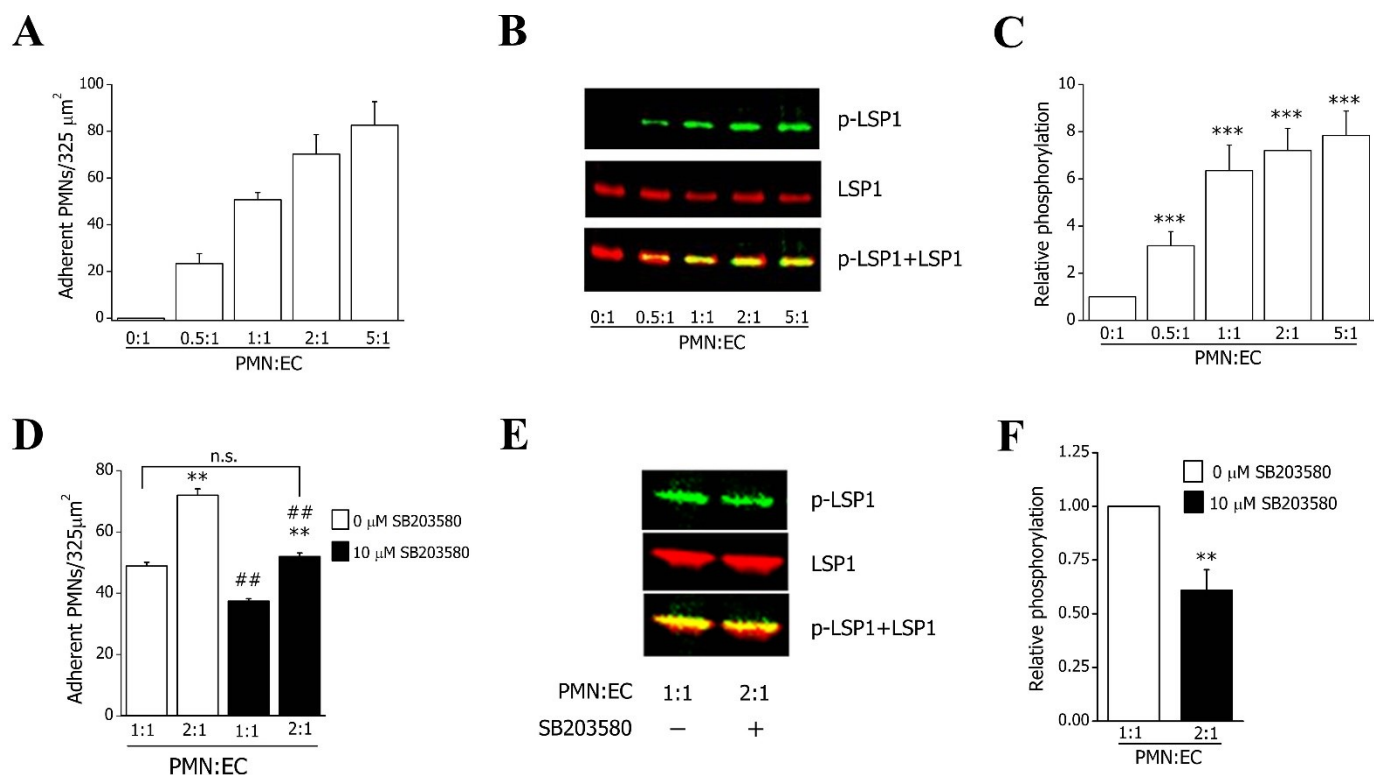 A
Adherent PMNs/325 μm²
100
80
60
40
20
0
0:1 0.5:1 1:1 2:1 5:1
PMN:EC
B
p-LSP1
LSP1
p-LSP1+LSP1
0:1 0.5:1 1:1 2:1 5:1
PMN:EC
C
Relative phosphorylation
10
8
6
4
2
0
*** *** *** ***
0:1 0.5:1 1:1 2:1 5:1
PMN:EC
D
n.s.
Adherent PMNs/325μm²
80
60
40
20
0
**
##
##
**
0 μM SB203580
10 μM SB203580
1:1 2:1 1:1 2:1
PMN:EC
E
p-LSP1
LSP1
p-LSP1+LSP1
PMN:EC 1:1 2:1
SB203580 − +
F
Relative phosphorylation
1.25
1.00
0.75
0.50
0.25
0.00
**
0 μM SB203580
10 μM SB203580
1:1 2:1
PMN:EC